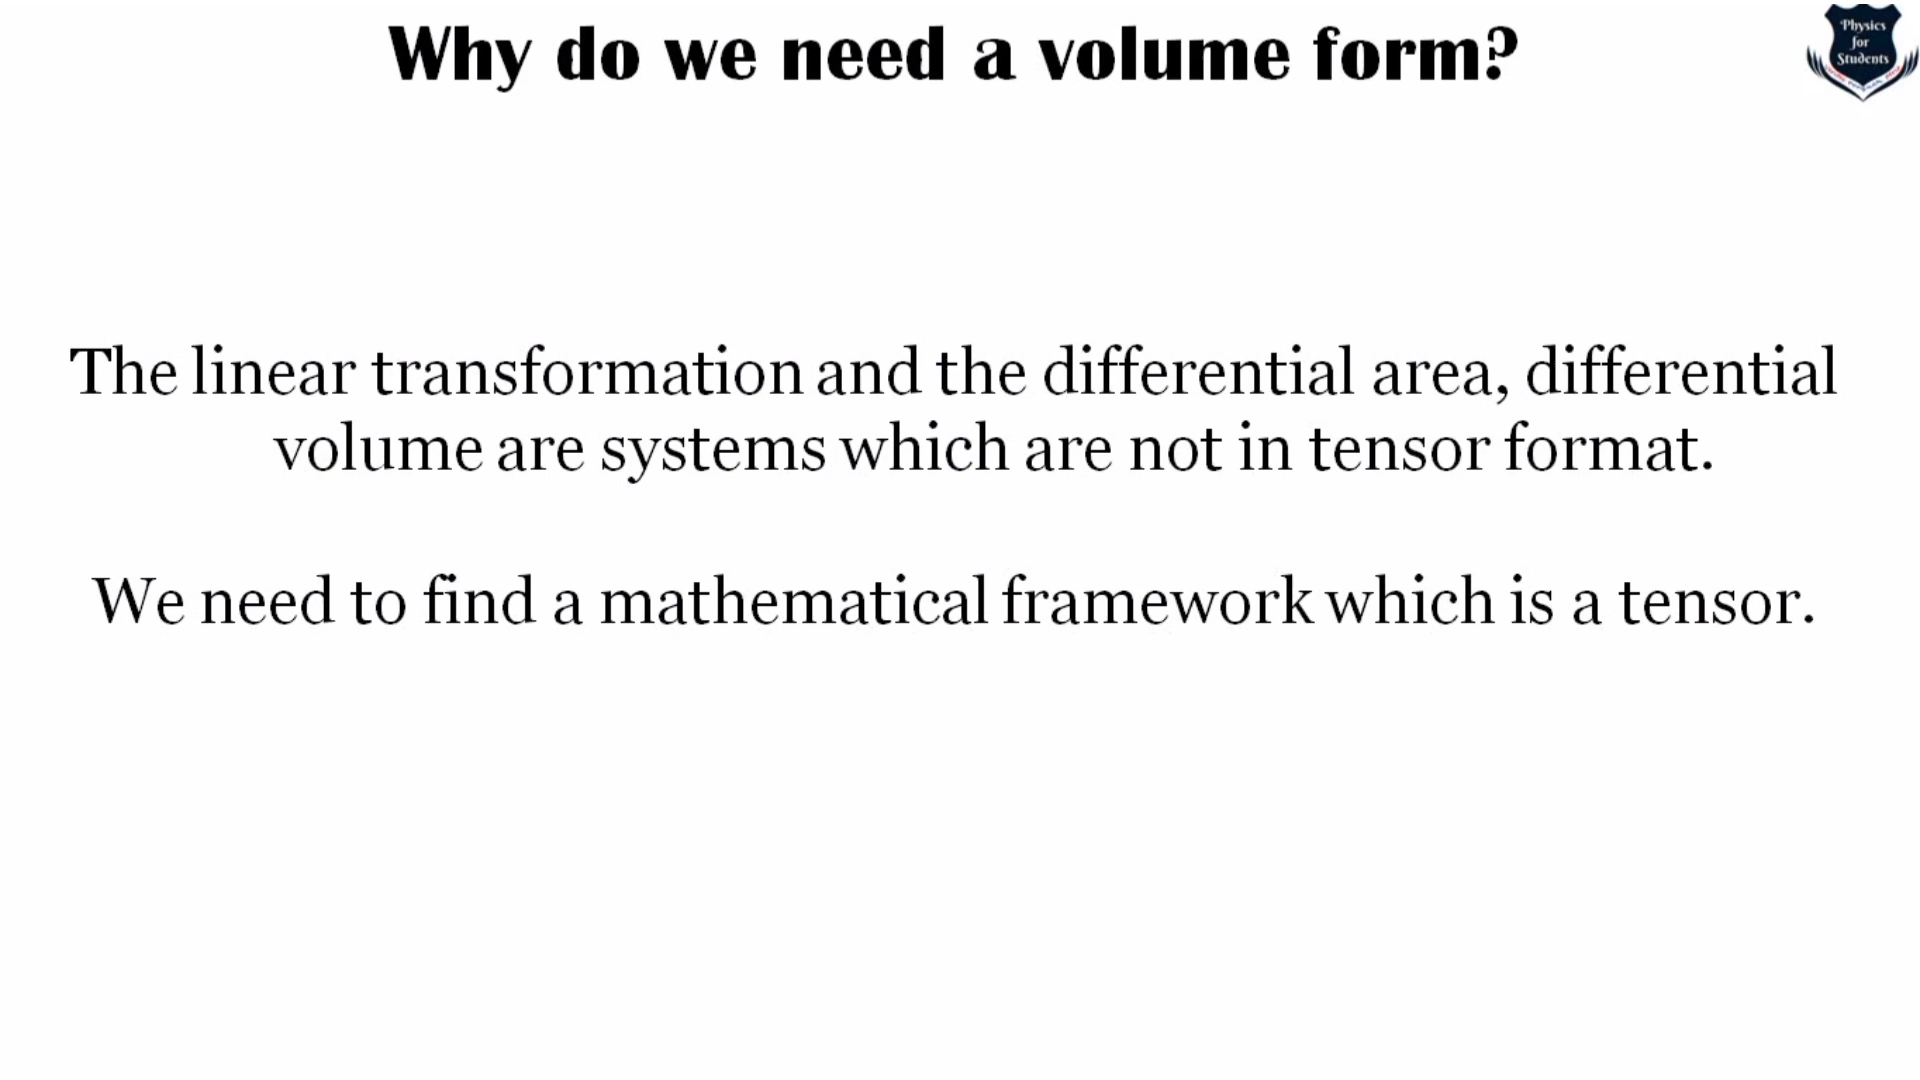 Why do we need a volume form?
Physics
for
Students
The linear transformation and the differential area, differential
volume are systems which are not in tensor format.
We need to find a mathematical framework which is a tensor.